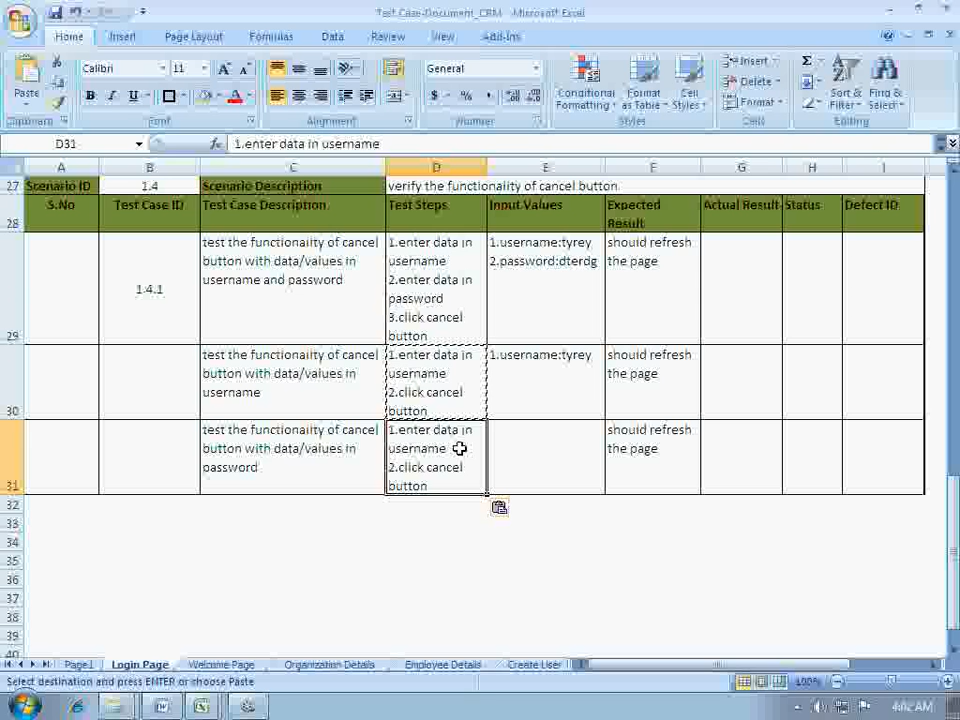 Test Case-Document_CRM - Microsoft Excel
Home Insert Page Layout Formulas Data Review View Add-Ins
Calibri 11 General Insert
Paste Conditional Formatting Format as Table Cell Styles Delete Format Sort & Filter Find & Select
Clipboard Font Alignment Number Styles Cells Editing
D31 fx 1.enter data in username
A B C D E F G H I
27 Scenario ID 1.4 Scenario Description verify the functionality of cancel button
28 S.No Test Case ID Test Case Description Test Steps Input Values Expected Result Actual Result Status Defect ID
29 1.4.1
test the functionality of cancel
button with data/values in
username and password
1.enter data in
username
2.enter data in
password
3.click cancel
button
1.username:tyrey
2.password:dterdg
should refresh
the page
30
test the functionality of cancel
button with data/values in
username
1.enter data in
username
2.click cancel
button
1.username:tyrey
should refresh
the page
31
test the functionality of cancel
button with data/values in
password
1.enter data in
username
2.click cancel
button
should refresh
the page
32
33
34
35
36
37
38
39
40
Page1 Login Page Welcome Page Organization Details Employee Details Create User
Select destination and press ENTER or choose Paste 100%
4:02 AM